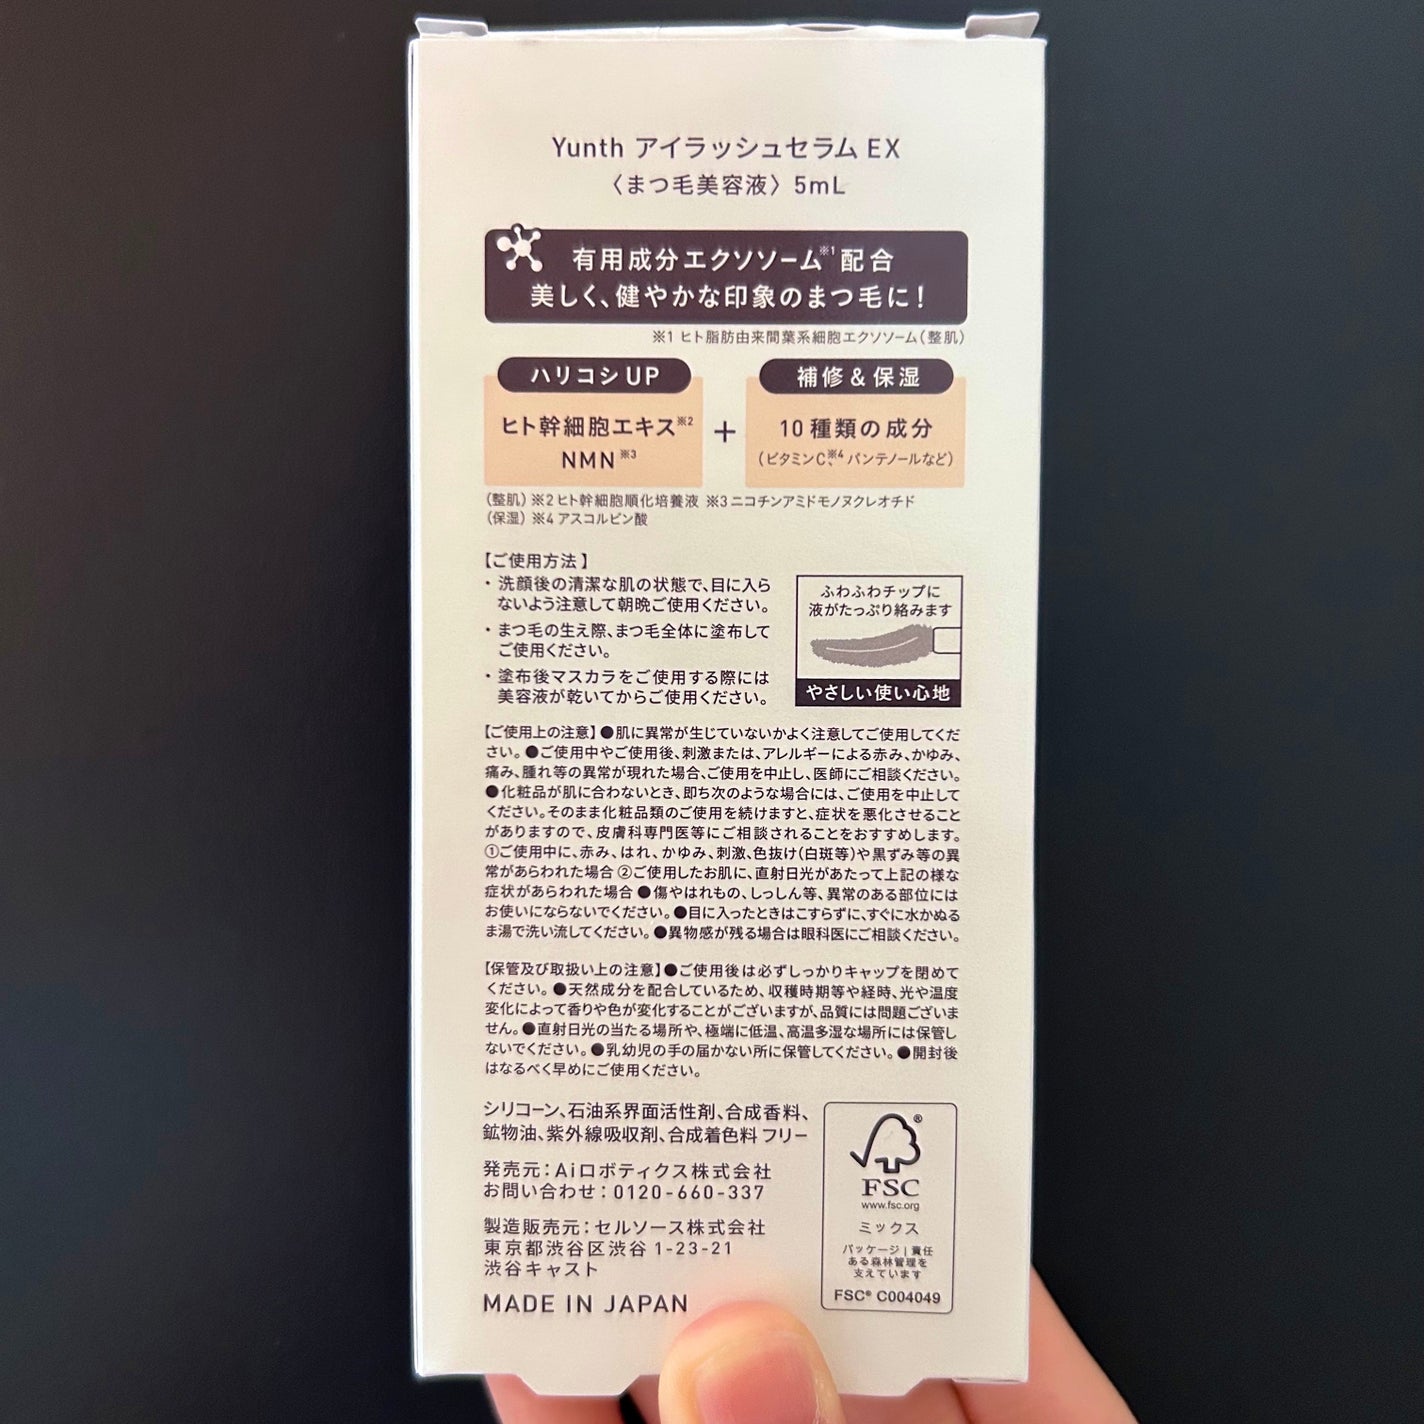 Yunth アイラッシュセラム EX
〈まつ毛美容液〉 5mL
有用成分エクソソーム※1配合
美しく、健やかな印象のまつ毛に！
※1 ヒト脂肪由来間葉系細胞エクソソーム（整肌）
ハリコシ UP
ヒト幹細胞エキス※2
NMN※3
+
補修 & 保湿
10種類の成分
（ビタミンC※4、パンテノールなど）
（整肌）※2 ヒト幹細胞順化培養液 ※3 ニコチンアミドモノヌクレオチド
（保湿）※4 アスコルビン酸
【ご使用方法】
・洗顔後の清潔な肌の状態で、目に入ら
ないよう注意して朝晩ご使用ください。
・まつ毛の生え際、まつ毛全体に塗布して
ご使用ください。
・塗布後マスカラをご使用する際には
美容液が乾いてからご使用ください。
ふわふわチップに
液がたっぷり絡みます
やさしい使い心地
【ご使用上の注意】●肌に異常が生じていないかよく注意してご使用してくだ
さい。●ご使用中やご使用後、刺激または、アレルギーによる赤み、かゆみ、
痛み、腫れ等の異常が現れた場合、ご使用を中止し、医師にご相談ください。
●化粧品が肌に合わないとき、即ち次のような場合には、ご使用を中止して
ください。そのまま化粧品類のご使用を続けますと、症状を悪化させること
がありますので、皮膚科専門医等にご相談されることをおすすめします。
①ご使用中に、赤み、はれ、かゆみ、刺激、色抜け（白斑等）や黒ずみ等の異
常があらわれた場合 ②ご使用したお肌に、直射日光があたって上記の様な
症状があらわれた場合 ●傷やはれもの、しっしん等、異常のある部位には
お使いにならないでください。●目に入ったときはこすらずに、すぐに水かぬる
ま湯で洗い流してください。●異物感が残る場合は眼科医にご相談ください。
【保管及び取扱い上の注意】●ご使用後は必ずしっかりキャップを閉めて
ください。●天然成分を配合しているため、収穫時期等や経時、光や温度
変化によって香りや色が変化することがございますが、品質には問題ございま
せん。●直射日光の当たる場所や、極端に低温、高温多湿な場所には保管し
ないでください。●乳幼児の手の届かない所に保管してください。●開封後
はなるべく早めにご使用ください。
シリコーン、石油系界面活性剤、合成香料、
鉱物油、紫外線吸収剤、合成着色料 フリー
発売元：Aiロボティクス株式会社
お問い合わせ：0120-660-337
製造販売元：セルソース株式会社
東京都渋谷区渋谷 1-23-21
渋谷キャスト
MADE IN JAPAN
®
FSC
www.fsc.org
ミックス
パッケージ | 責任
ある森林管理を
支えています
FSC® C004049